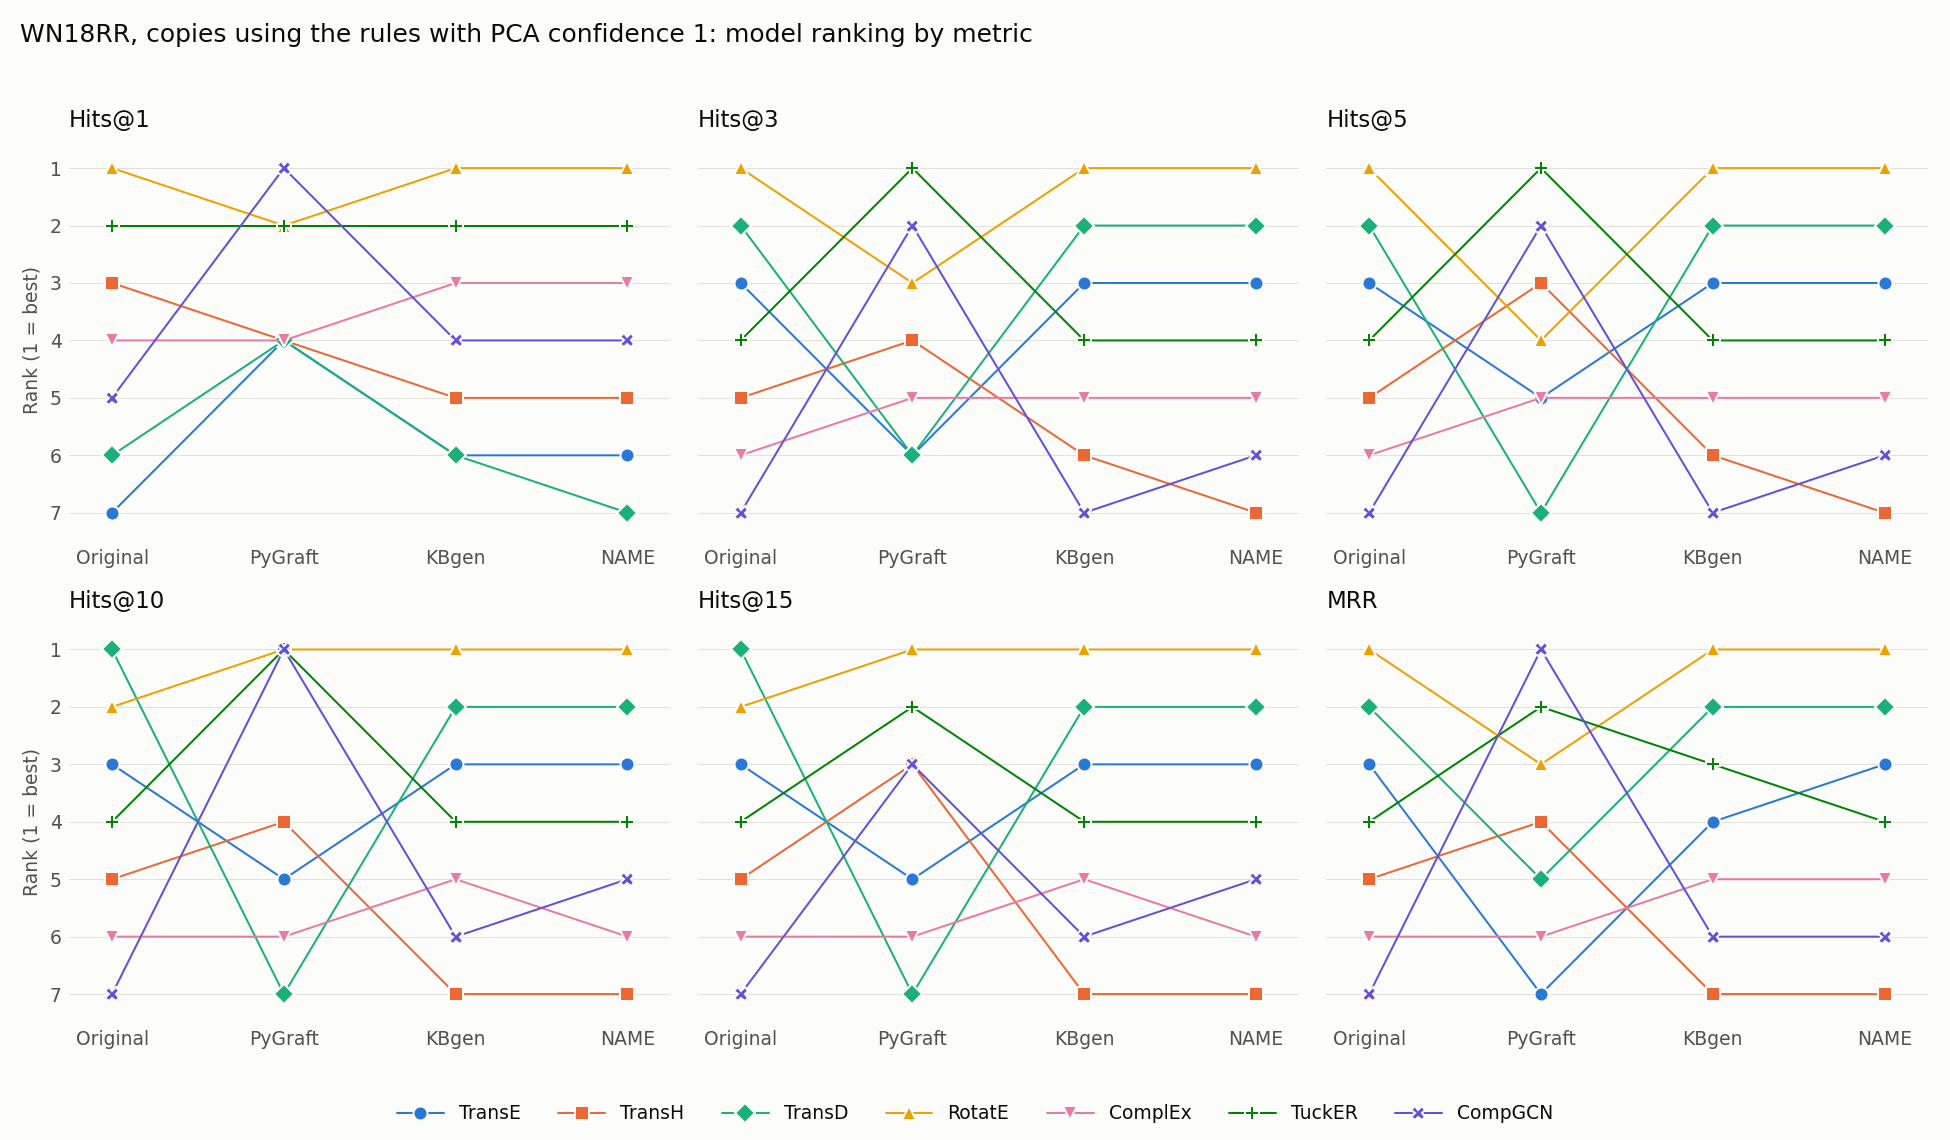 WN18RR, copies using the rules with PCA confidence 1: model ranking by metric
Hits@1
Hits@3
Hits@5
Rank (1 = best)
1
2
3
4
5
6
7
Original PyGraft KBgen NAME
Original PyGraft KBgen NAME
Original PyGraft KBgen NAME
Hits@10
Hits@15
MRR
Rank (1 = best)
1
2
3
4
5
6
7
Original PyGraft KBgen NAME
Original PyGraft KBgen NAME
Original PyGraft KBgen NAME
TransE TransH TransD RotatE ComplEx TuckER CompGCN